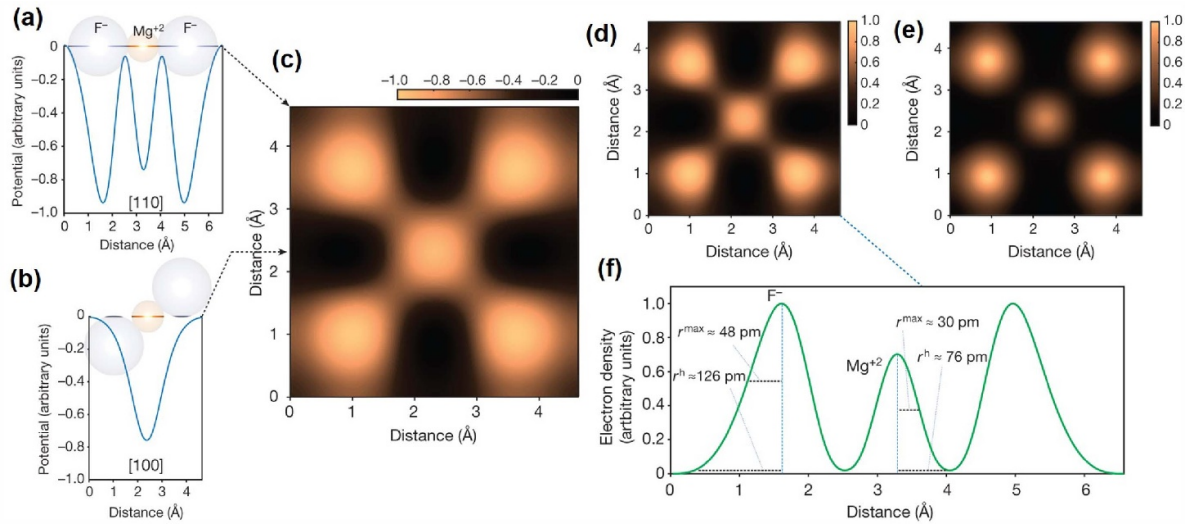 (a)
F⁻
Mg⁺²
F⁻
0
−0.2
−0.4
−0.6
−0.8
−1.0
Potential (arbitrary units)
[110]
0 1 2 3 4 5 6
Distance (Å)
(b)
0
−0.2
−0.4
−0.6
−0.8
−1.0
Potential (arbitrary units)
[100]
0 1 2 3 4
Distance (Å)
(c)
−1.0 −0.8 −0.6 −0.4 −0.2 0
4
3
2
1
0
Distance (Å)
0 1 2 3 4
Distance (Å)
(d)
4
3
2
1
0
Distance (Å)
0 1 2 3 4
Distance (Å)
1.0
0.8
0.6
0.4
0.2
0
(e)
4
3
2
1
0
Distance (Å)
0 1 2 3 4
Distance (Å)
1.0
0.8
0.6
0.4
0.2
0
(f)
F⁻
1.0
0.8
0.6
0.4
0.2
0
Electron density
(artbitrary units)
rᵐᵃˣ ≈ 48 pm
rʰ ≈ 126 pm
Mg⁺²
rᵐᵃˣ ≈ 30 pm
rʰ ≈ 76 pm
0 1 2 3 4 5 6
Distance (Å)